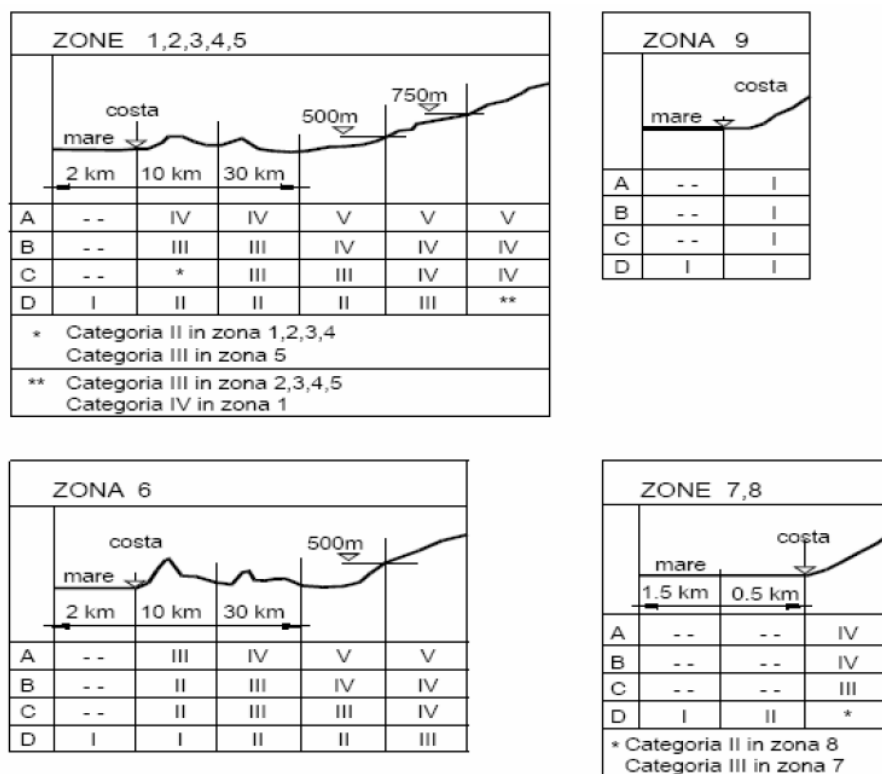 ZONE 1,2,3,4,5
costa
mare
500m
750m
2 km 10 km 30 km
A -- IV IV V V V
B -- III III IV IV IV
C -- * III III IV IV
D I II II II III **
* Categoria II in zona 1,2,3,4
Categoria III in zona 5
** Categoria III in zona 2,3,4,5
Categoria IV in zona 1
ZONA 9
costa
mare
A -- I
B -- I
C -- I
D I I
ZONA 6
costa
mare
500m
2 km 10 km 30 km
A -- III IV V V
B -- II III IV IV
C -- II III III IV
D I I II II III
ZONE 7,8
costa
mare
1.5 km 0.5 km
A -- -- IV
B -- -- IV
C -- -- III
D I II *
* Categoria II in zona 8
Categoria III in zona 7